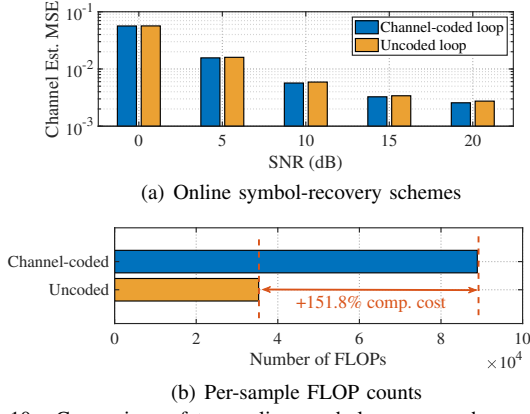 10^-1
10^-2
10^-3
Channel Est. MSE
Channel-coded loop
Uncoded loop
0 5 10 15 20
SNR (dB)
(a) Online symbol-recovery schemes
Channel-coded
Uncoded
+151.8% comp. cost
0 2 4 6 8 10
Number of FLOPs
×10^4
(b) Per-sample FLOP counts